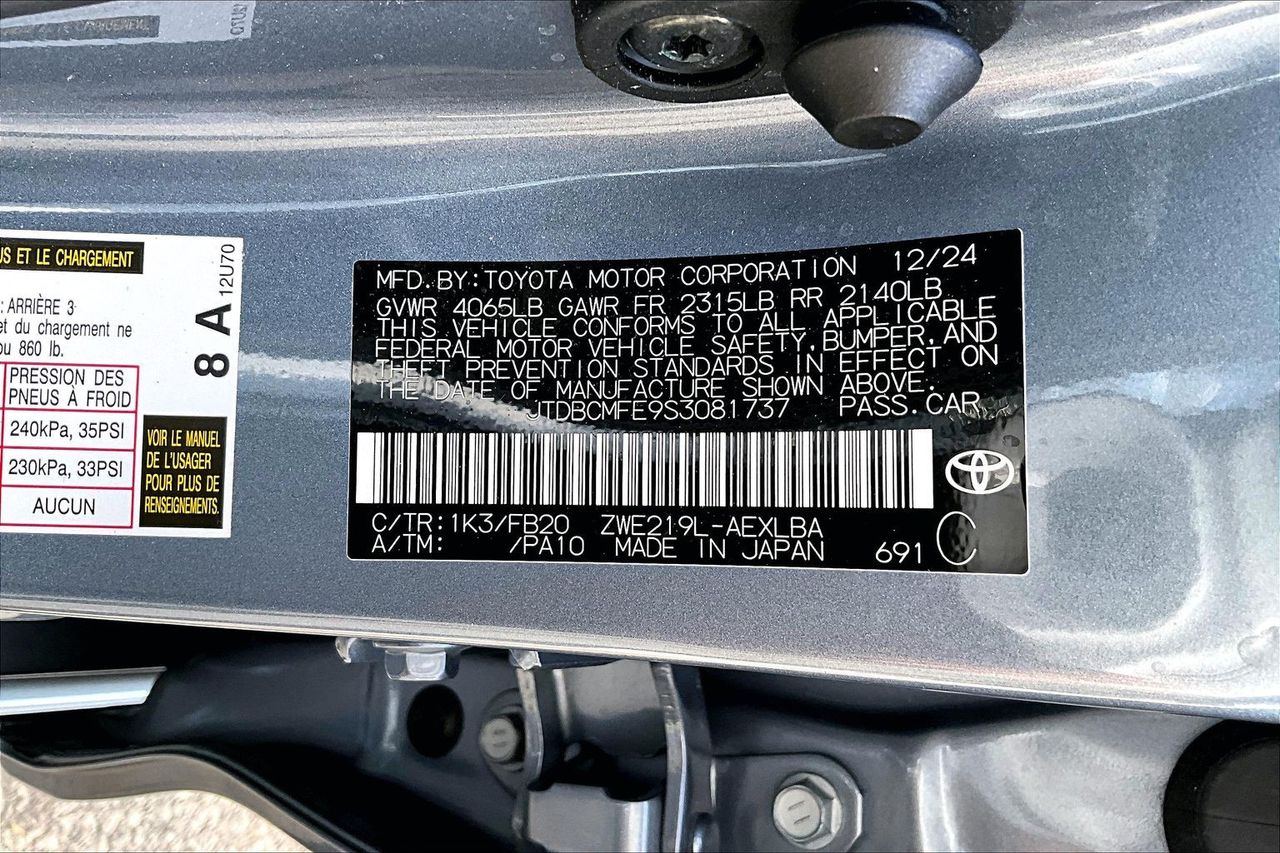 US ET LE CHARGEMENT
: ARRIÈRE 3
et du chargement ne
ou 860 lb.
PRESSION DES
PNEUS À FROID
240kPa, 35PSI
230kPa, 33PSI
AUCUN
VOIR LE MANUEL
DE L'USAGER
POUR PLUS DE
RENSEIGNEMENTS.
8 A
12U70
MFD. BY: TOYOTA MOTOR CORPORATION 12/24
GVWR 4065LB GAWR FR 2315LB RR 2140LB
THIS VEHICLE CONFORMS TO ALL APPLICABLE
FEDERAL MOTOR VEHICLE SAFETY, BUMPER, AND
THEFT PREVENTION STANDARDS IN EFFECT ON
THE DATE OF MANUFACTURE SHOWN ABOVE.
JTDBCMFE9S3081737 PASS. CAR
C/TR: 1K3/FB20 ZWE219L-AEXLBA
A/TM: /PA10 MADE IN JAPAN 691 C